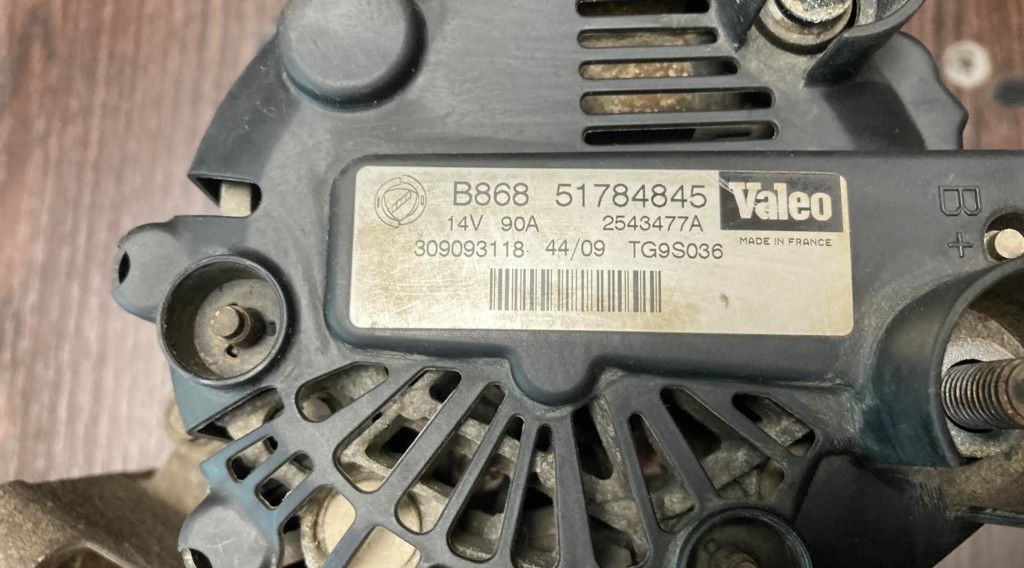 B868 51784845
Valeo
14V 90A 2543477A
MADE IN FRANCE
309093118 44/09 TG9S036
B+